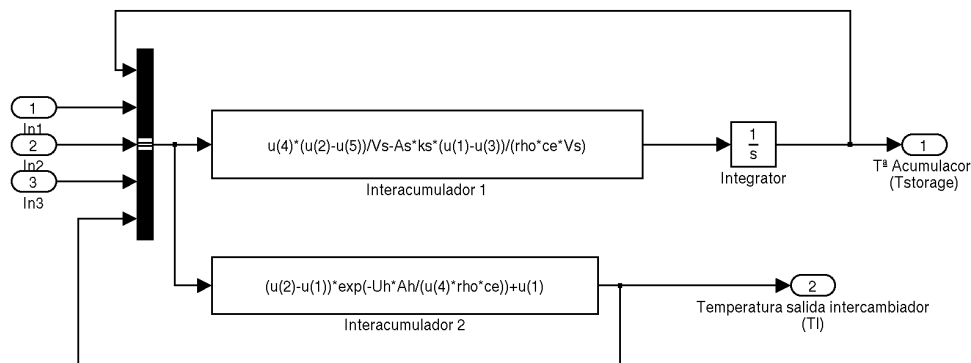 1
In1
2
In2
3
In3
u(4)*(u(2)-u(5))/Vs-As*ks*(u(1)-u(3))/(rho*ce*Vs)
Interacumulador 1
1
s
Integrator
1
Tª Acumulacor
(Tstorage)
(u(2)-u(1))*exp(-Uh*Ah/(u(4)*rho*ce))+u(1)
Interacumulador 2
2
Temperatura salida intercambiador
(TI)